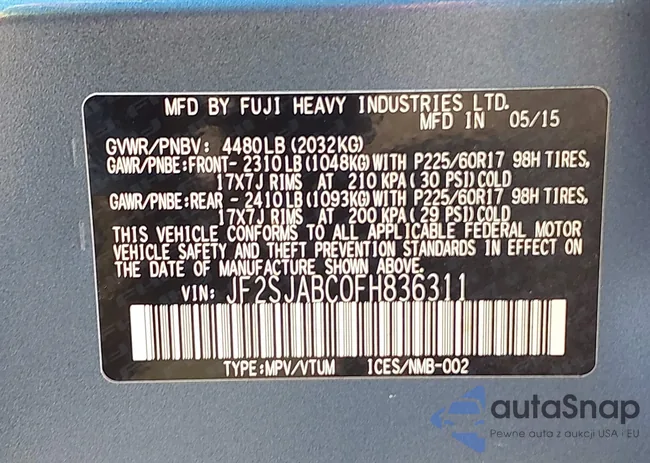 MFD BY FUJI HEAVY INDUSTRIES LTD.
MFD IN 05/15
GVWR/PNBV: 4480LB(2032KG)
GAWR/PNBE:FRONT- 2310LB(1048KG)WITH P225/60R17 98H TIRES,
17X7J RIMS AT 210 KPA(30 PSI)COLD
GAWR/PNBE:REAR - 2410LB(1093KG)WITH P225/60R17 98H TIRES,
17X7J RIMS AT 200 KPA(29 PSI)COLD
THIS VEHICLE CONFORMS TO ALL APPLICABLE FEDERAL MOTOR
VEHICLE SAFETY AND THEFT PREVENTION STANDARDS IN EFFECT ON
THE DATE OF MANUFACTURE SHOWN ABOVE.
VIN: JF2SJABC0FH836311
TYPE:MPV/VTUM ICES/NMB-002
autaSnap
Pewne auta z aukcji USA i EU